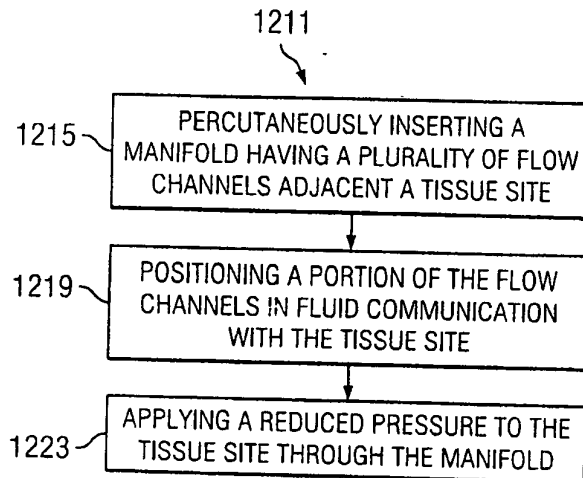 1211
1215
PERCUTANEOUSLY INSERTING A
MANIFOLD HAVING A PLURALITY OF FLOW
CHANNELS ADJACENT A TISSUE SITE
1219
POSITIONING A PORTION OF THE FLOW
CHANNELS IN FLUID COMMUNICATION
WITH THE TISSUE SITE
1223
APPLYING A REDUCED PRESSURE TO THE
TISSUE SITE THROUGH THE MANIFOLD